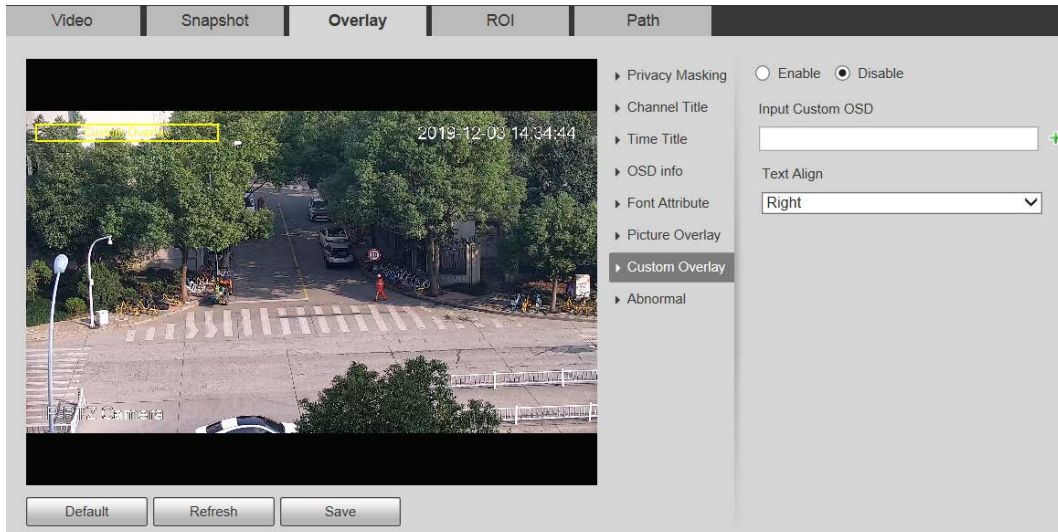 Video Snapshot Overlay ROI Path
Custom Overlay
2019-12-03 14:34:44
PTZ Camera
Privacy Masking
Channel Title
Time Title
OSD info
Font Attribute
Picture Overlay
Custom Overlay
Abnormal
Enable Disable
Input Custom OSD
Text Align
Right
Default Refresh Save